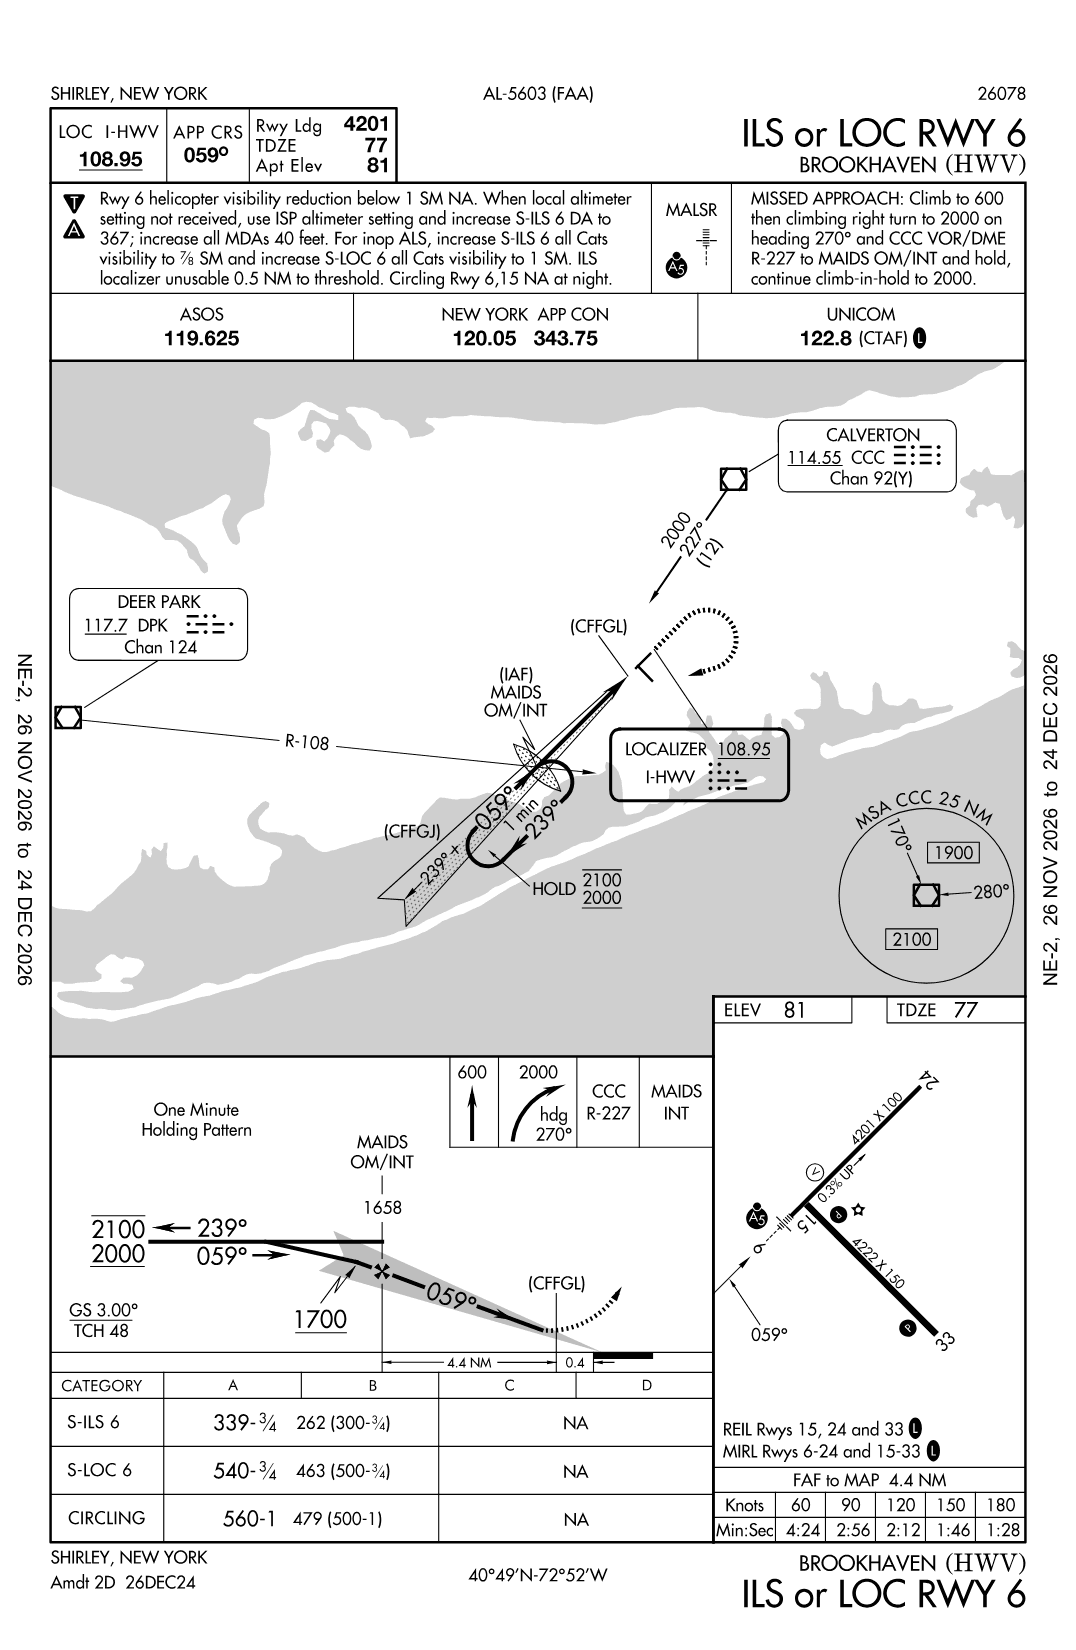 SHIRLEY, NEW YORK
AL-5603 (FAA)
26078
LOC I-HWV
108.95
APP CRS
059°
Rwy Ldg 4201
TDZE 77
Apt Elev 81
ILS or LOC RWY 6
BROOKHAVEN (HWV)
T
A
Rwy 6 helicopter visibility reduction below 1 SM NA. When local altimeter
setting not received, use ISP altimeter setting and increase S-ILS 6 DA to
367; increase all MDAs 40 feet. For inop ALS, increase S-ILS 6 all Cats
visibility to ⅞ SM and increase S-LOC 6 all Cats visibility to 1 SM. ILS
localizer unusable 0.5 NM to threshold. Circling Rwy 6,15 NA at night.
MALSR
A5
MISSED APPROACH: Climb to 600
then climbing right turn to 2000 on
heading 270° and CCC VOR/DME
R-227 to MAIDS OM/INT and hold,
continue climb-in-hold to 2000.
ASOS
119.625
NEW YORK APP CON
120.05 343.75
UNICOM
122.8 (CTAF) L
CALVERTON
114.55 CCC
Chan 92(Y)
2000
227°
(12)
DEER PARK
117.7 DPK
Chan 124
(CFFGL)
(IAF)
MAIDS
OM/INT
R-108
LOCALIZER 108.95
I-HWV
(CFFGJ)
059°
1 min
239°
239°
HOLD 2100
2000
MSA CCC 25 NM
170°
1900
280°
2100
NE-2, 26 NOV 2026 to 24 DEC 2026
NE-2, 26 NOV 2026 to 24 DEC 2026
ELEV 81
TDZE 77
24
4201 X 100
V
0.3% UP
A5
15
P
6
4222 X 150
059°
P
33
REIL Rwys 15, 24 and 33 L
MIRL Rwys 6-24 and 15-33 L
FAF to MAP 4.4 NM
Knots 60 90 120 150 180
Min:Sec 4:24 2:56 2:12 1:46 1:28
600
2000
hdg
270°
CCC
R-227
MAIDS
INT
One Minute
Holding Pattern
MAIDS
OM/INT
1658
2100 239°
2000 059°
059°
(CFFGL)
1700
GS 3.00°
TCH 48
4.4 NM
0.4
CATEGORY A B C D
S-ILS 6 339-¾ 262 (300-¾) NA
S-LOC 6 540-¾ 463 (500-¾) NA
CIRCLING 560-1 479 (500-1) NA
SHIRLEY, NEW YORK
Amdt 2D 26DEC24
40°49'N-72°52'W
BROOKHAVEN (HWV)
ILS or LOC RWY 6